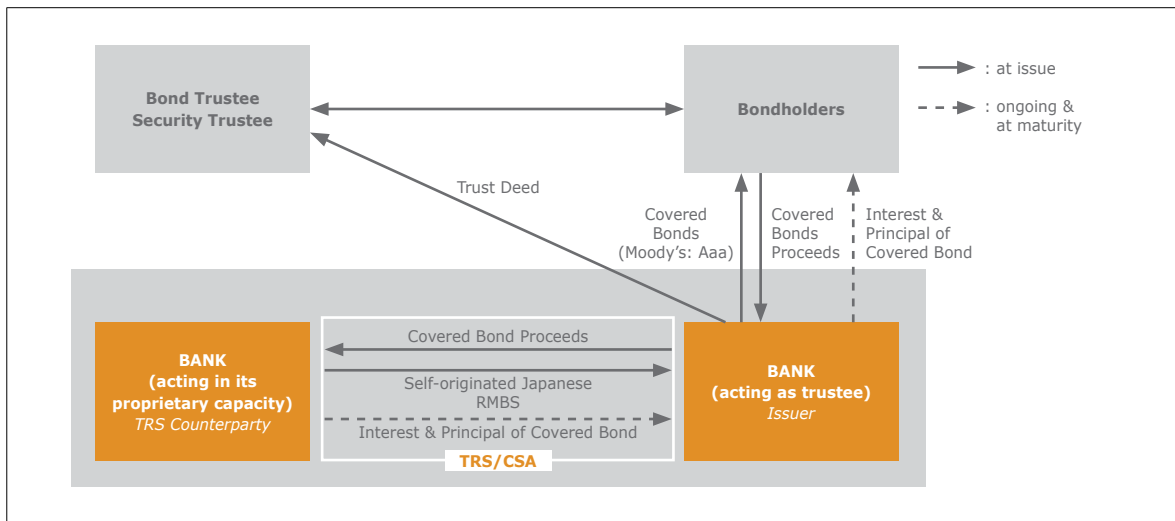 Bond Trustee
Security Trustee
Bondholders
: at issue
: ongoing &
at maturity
Trust Deed
Covered
Bonds
(Moody's: Aaa)
Covered
Bonds
Proceeds
Interest &
Principal of
Covered Bond
BANK
(acting in its
proprietary capacity)
TRS Counterparty
Covered Bond Proceeds
Self-originated Japanese
RMBS
Interest & Principal of Covered Bond
TRS/CSA
BANK
(acting as trustee)
Issuer